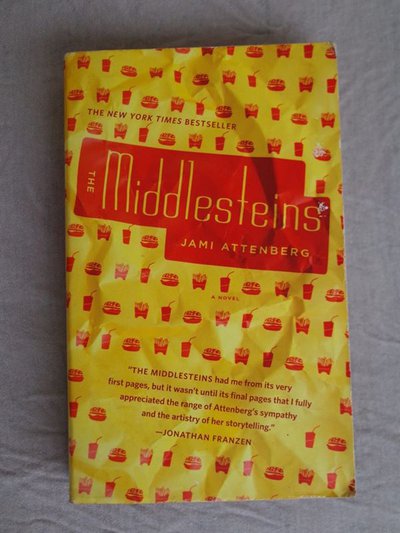 THE NEW YORK TIMES BESTSELLER
THE
Middlesteins
JAMI ATTENBERG
A NOVEL
"THE MIDDLESTEINS had me from its very
first pages, but it wasn't until its final pages that I fully
appreciated the range of Attenberg's sympathy
and the artistry of her storytelling."
—JONATHAN FRANZEN